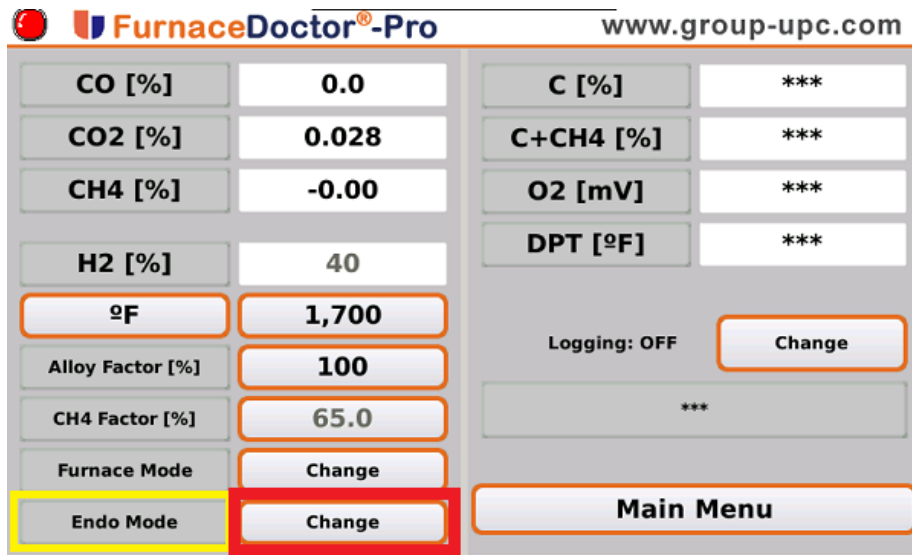 FurnaceDoctor®-Pro www.group-upc.com
CO [%] 0.0
CO2 [%] 0.028
CH4 [%] -0.00
H2 [%] 40
ºF 1,700
Alloy Factor [%] 100
CH4 Factor [%] 65.0
Furnace Mode Change
Endo Mode Change
C [%] ***
C+CH4 [%] ***
O2 [mV] ***
DPT [ºF] ***
Logging: OFF Change
***
Main Menu